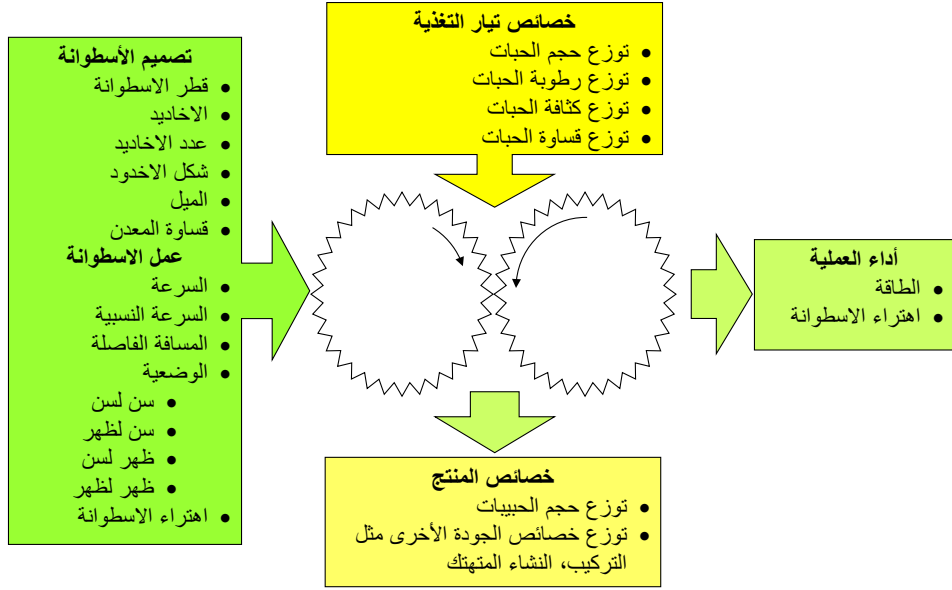 خصائص تيار التغذية
• توزع حجم الحبات
• توزع رطوبة الحبات
• توزع كثافة الحبات
• توزع قساوة الحبات
تصميم الأسطوانة
• قطر الاسطوانة
• الاخاديد
• عدد الاخاديد
• شكل الاخدود
• الميل
• قساوة المعدن
عمل الاسطوانة
• السرعة
• السرعة النسبية
• المسافة الفاصلة
• الوضعية
• سن لسن
• سن لظهر
• ظهر لسن
• ظهر لظهر
• اهتراء الاسطوانة
أداء العملية
• الطاقة
• اهتراء الاسطوانة
خصائص المنتج
• توزع حجم الحبيبات
• توزع خصائص الجودة الأخرى مثل
التركيب، النشاء المتهتك